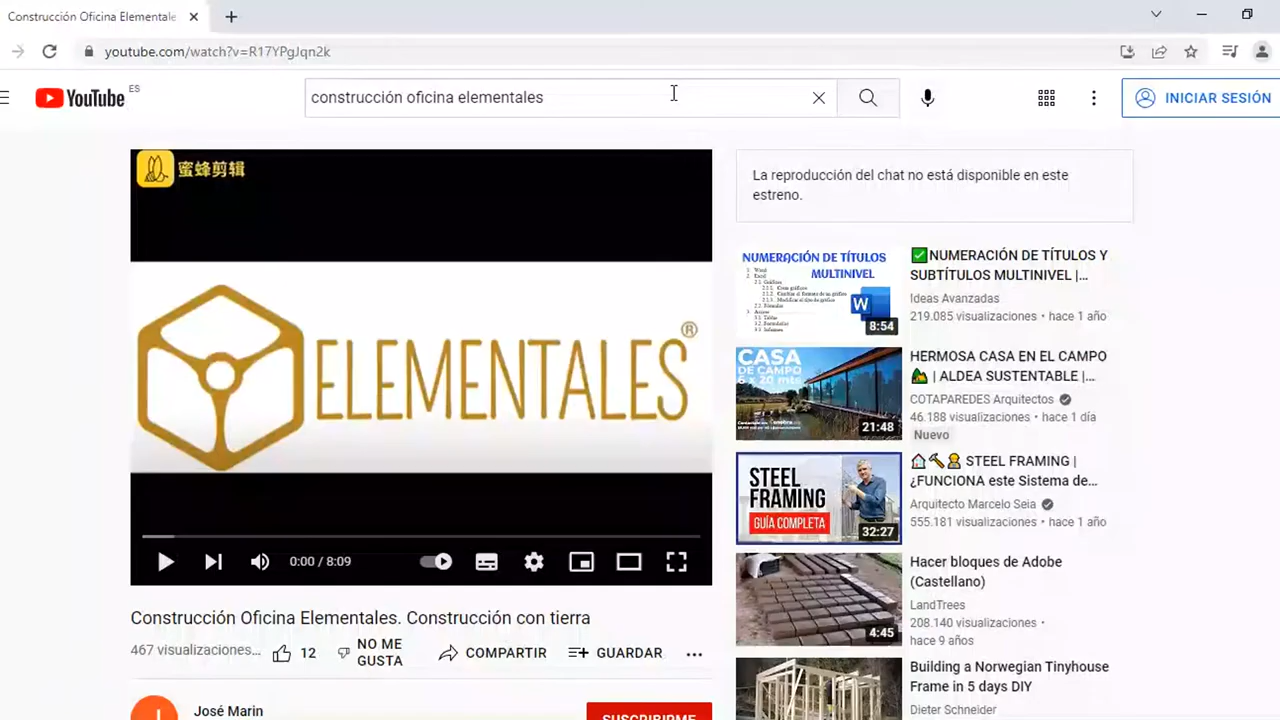 Construcción Oficina Elementale
youtube.com/watch?v=R17YPgJqn2k
YouTube ES
construcción oficina elementales
INICIAR SESIÓN
蜜蜂剪辑
ELEMENTALES®
0:00 / 8:09
Construcción Oficina Elementales. Construcción con tierra
467 visualizaciones...
12
NO ME
GUSTA
COMPARTIR
GUARDAR
José Marin
SUSCRIBIRME
La reproducción del chat no está disponible en este
estreno.
NUMERACIÓN DE TÍTULOS
MULTINIVEL
W
8:54
NUMERACIÓN DE TÍTULOS Y
SUBTÍTULOS MULTINIVEL |...
Ideas Avanzadas
219.085 visualizaciones • hace 1 año
CASA
DE CAMPO
6 x 20 mts
21:48
HERMOSA CASA EN EL CAMPO
| ALDEA SUSTENTABLE |...
COTAPAREDES Arquitectos
46.188 visualizaciones • hace 1 día
Nuevo
STEEL
FRAMING
GUÍA COMPLETA
32:27
STEEL FRAMING |
¿FUNCIONA este Sistema de...
Arquitecto Marcelo Seia
555.181 visualizaciones • hace 1 año
4:45
Hacer bloques de Adobe
(Castellano)
LandTrees
208.140 visualizaciones •
hace 9 años
Building a Norwegian Tinyhouse
Frame in 5 days DIY
Dieter Schneider